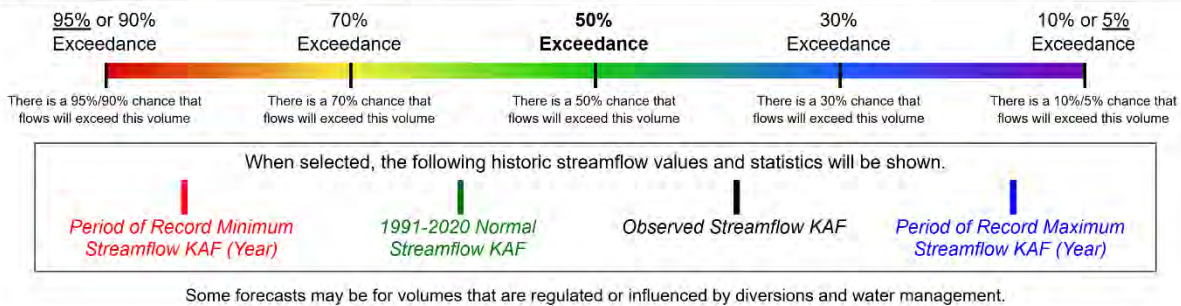 95% or 90%
Exceedance
70%
Exceedance
50%
Exceedance
30%
Exceedance
10% or 5%
Exceedance
There is a 95%/90% chance that
flows will exceed this volume
There is a 70% chance that
flows will exceed this volume
There is a 50% chance that
flows will exceed this volume
There is a 30% chance that
flows will exceed this volume
There is a 10%/5% chance that
flows will exceed this volume
When selected, the following historic streamflow values and statistics will be shown.
Period of Record Minimum
Streamflow KAF (Year)
1991-2020 Normal
Streamflow KAF
Observed Streamflow KAF
Period of Record Maximum
Streamflow KAF (Year)
Some forecasts may be for volumes that are regulated or influenced by diversions and water management.